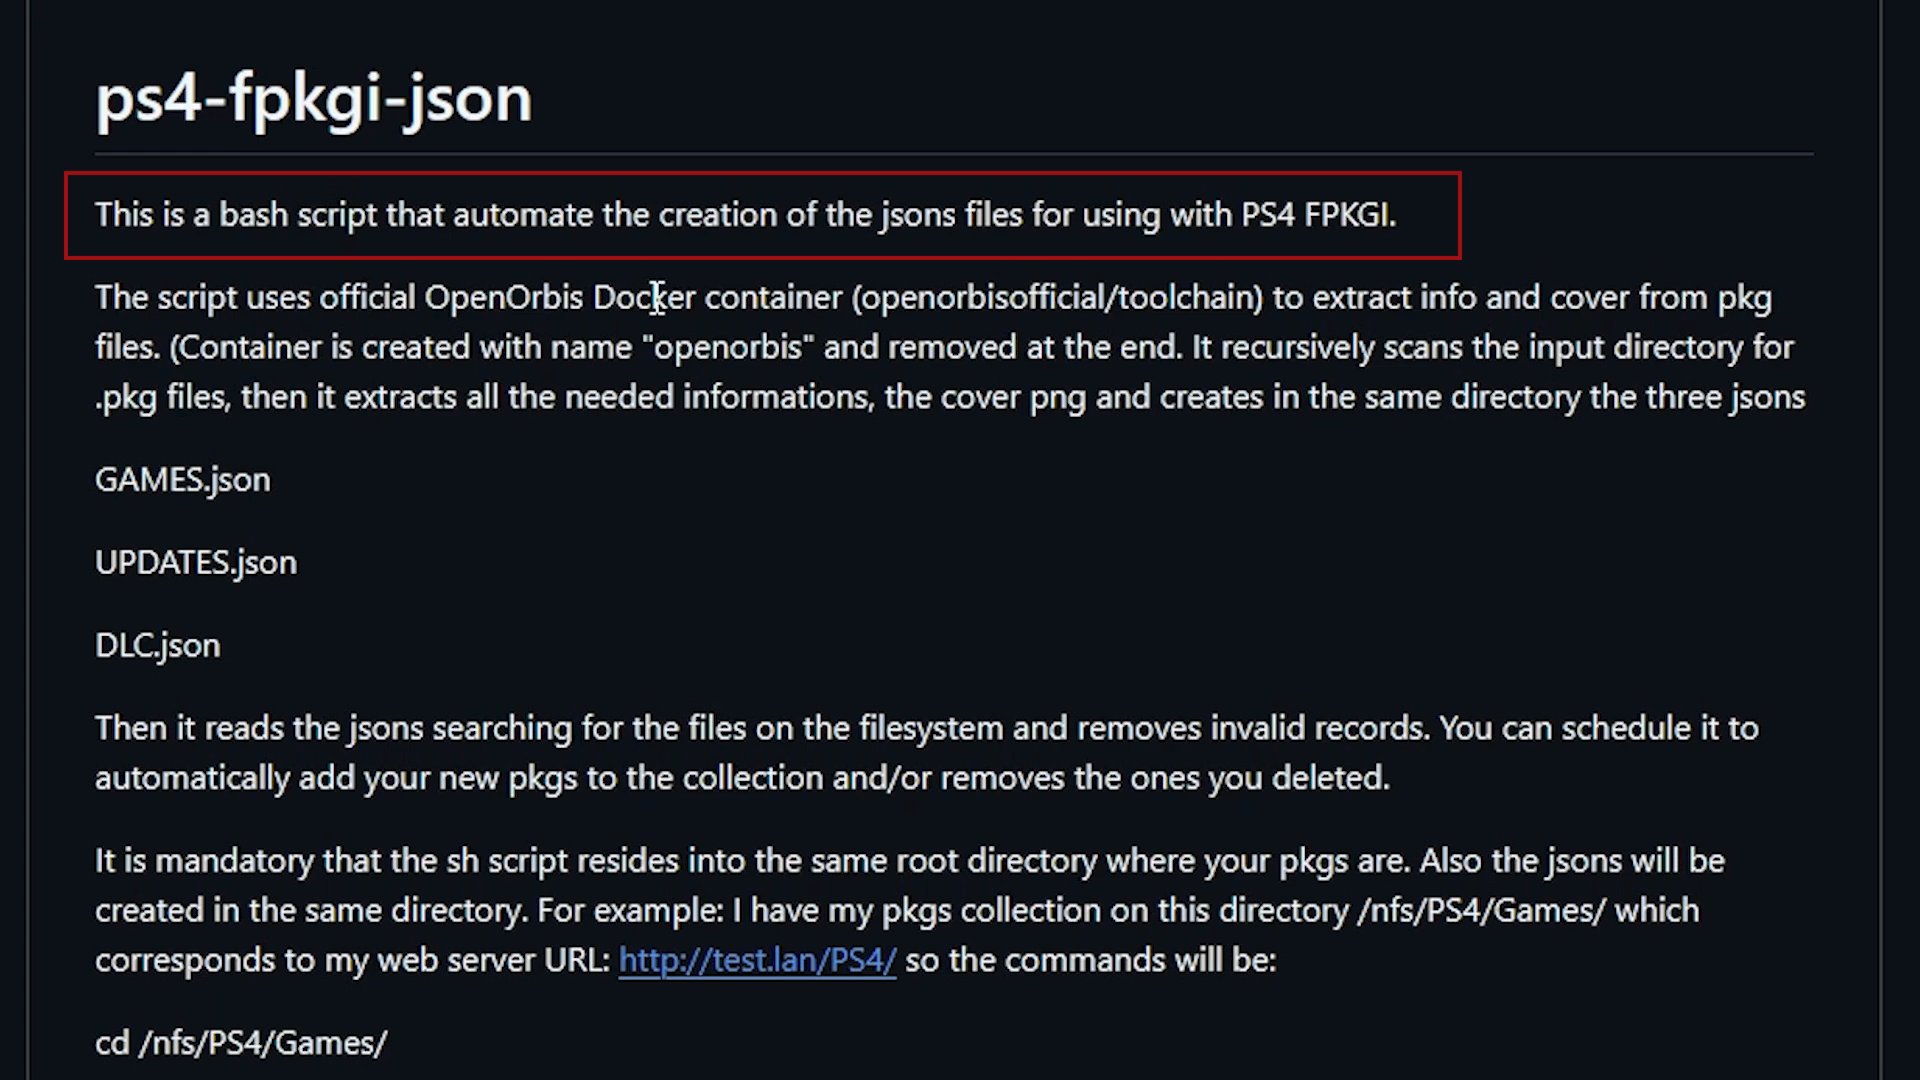 ps4-fpkgi-json
This is a bash script that automate the creation of the jsons files for using with PS4 FPKGI.
The script uses official OpenOrbis Docker container (openorbisofficial/toolchain) to extract info and cover from pkg
files. (Container is created with name "openorbis" and removed at the end. It recursively scans the input directory for
.pkg files, then it extracts all the needed informations, the cover png and creates in the same directory the three jsons
GAMES.json
UPDATES.json
DLC.json
Then it reads the jsons searching for the files on the filesystem and removes invalid records. You can schedule it to
automatically add your new pkgs to the collection and/or removes the ones you deleted.
It is mandatory that the sh script resides into the same root directory where your pkgs are. Also the jsons will be
created in the same directory. For example: I have my pkgs collection on this directory /nfs/PS4/Games/ which
corresponds to my web server URL: http://test.lan/PS4/ so the commands will be:
cd /nfs/PS4/Games/